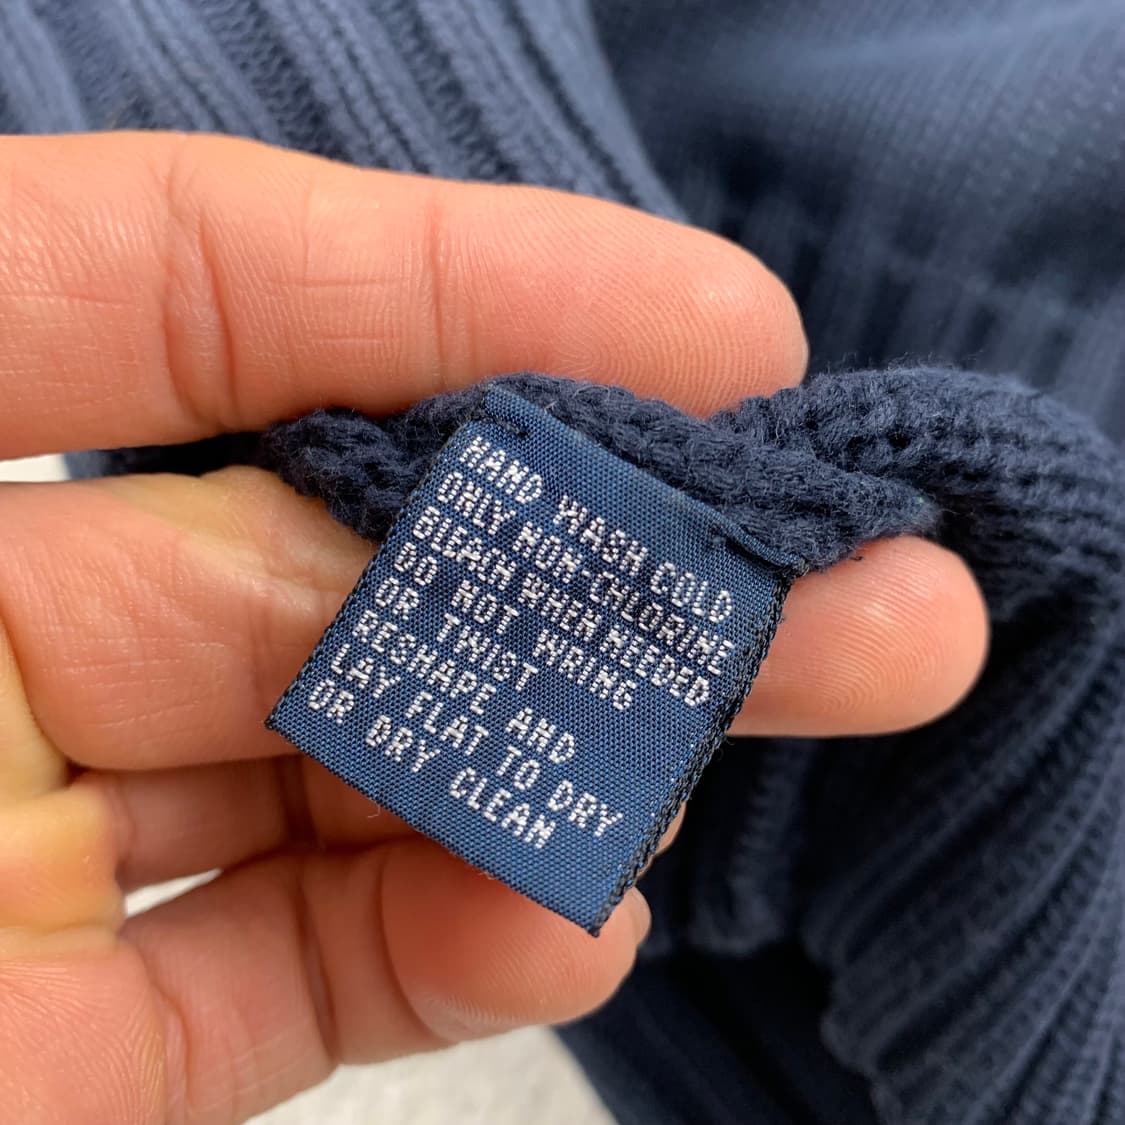 HAND WASH COLD
ONLY NON-CHLORINE
BLEACH WHEN NEEDED
DO NOT WRING
OR TWIST
RESHAPE AND
LAY FLAT TO DRY
OR DRY CLEAN